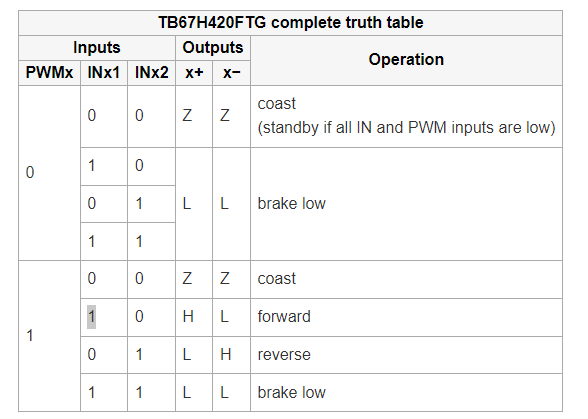 TB67H420FTG complete truth table
Inputs Outputs Operation
PWMx INx1 INx2 x+ x−
0 0 0 Z Z coast
(standby if all IN and PWM inputs are low)
1 0 L L brake low
0 1
1 1
1 0 0 Z Z coast
1 0 H L forward
0 1 L H reverse
1 1 L L brake low